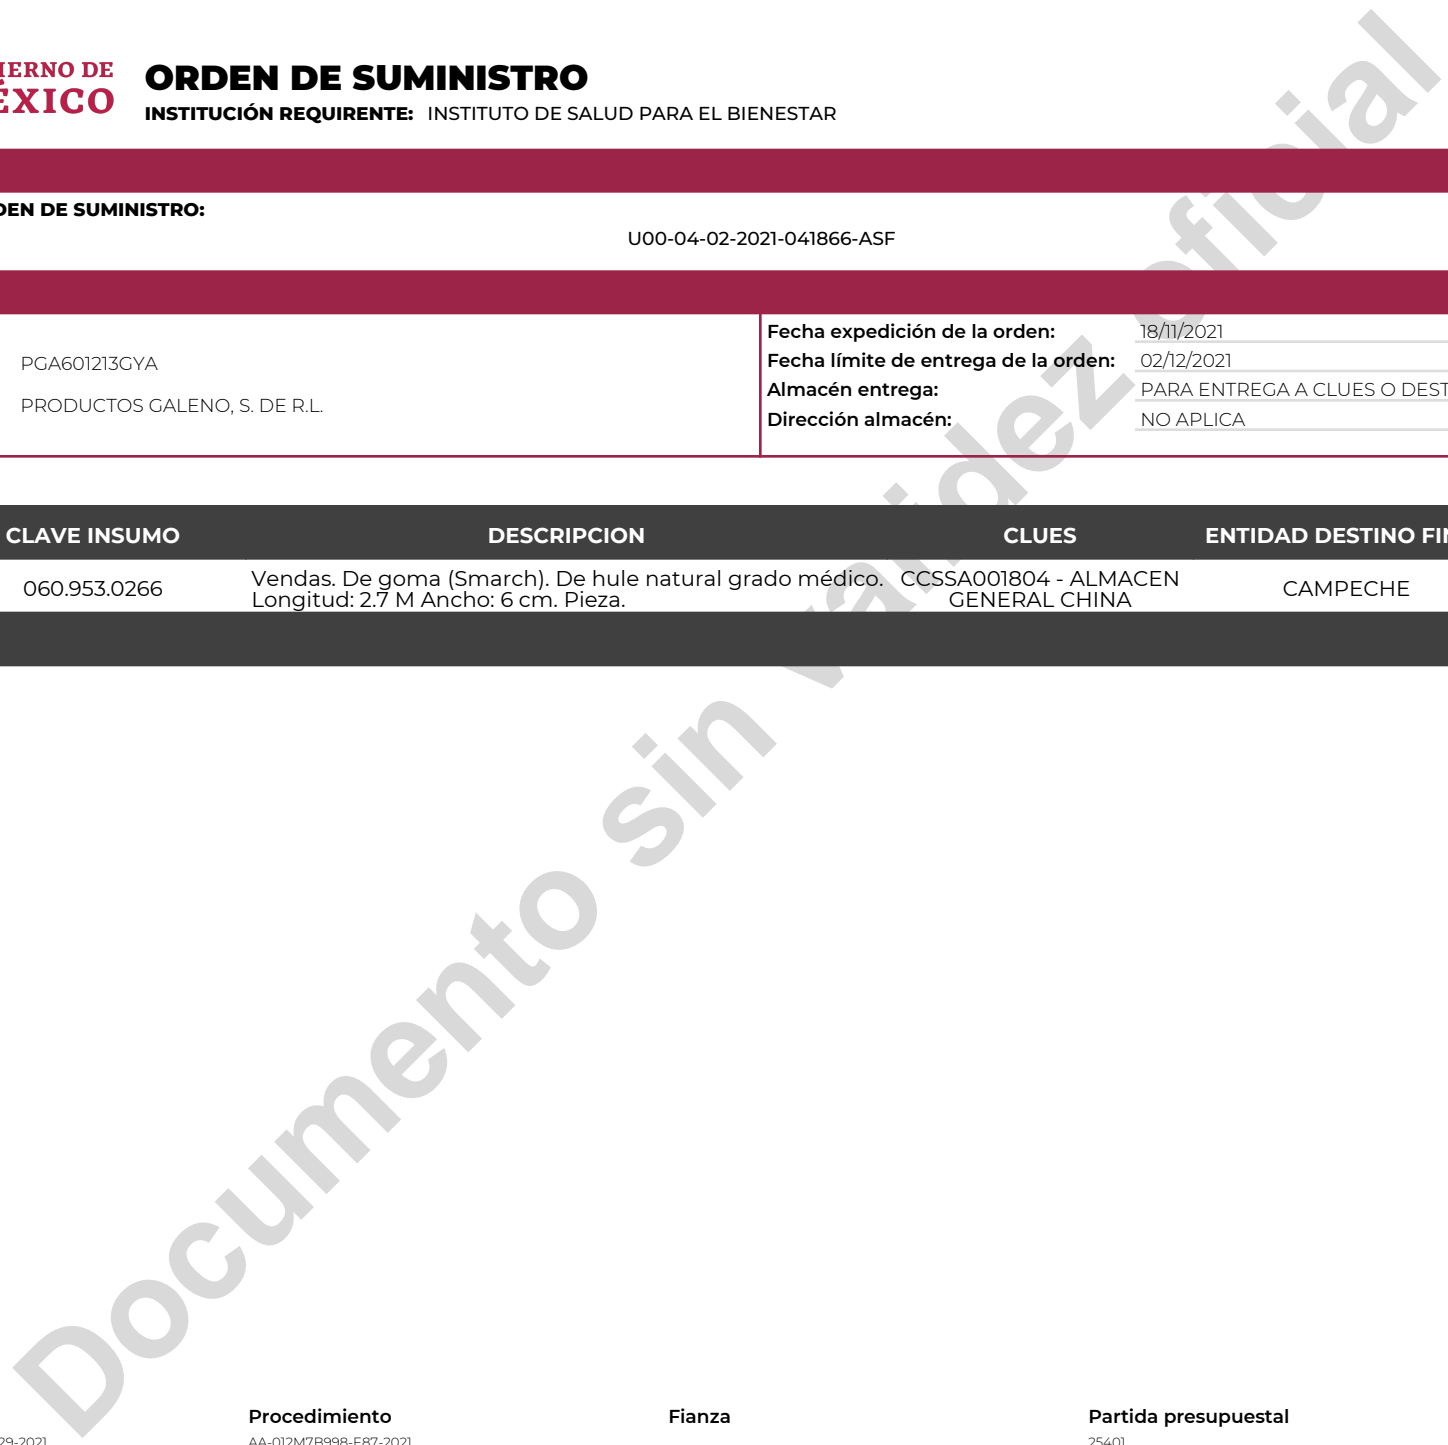 IERNO DE
ÉXICO
ORDEN DE SUMINISTRO
INSTITUCIÓN REQUIRENTE: INSTITUTO DE SALUD PARA EL BIENESTAR
DEN DE SUMINISTRO:
U00-04-02-2021-041866-ASF
PGA601213GYA
PRODUCTOS GALENO, S. DE R.L.
Fecha expedición de la orden: 18/11/2021
Fecha límite de entrega de la orden: 02/12/2021
Almacén entrega: PARA ENTREGA A CLUES O DEST
Dirección almacén: NO APLICA
CLAVE INSUMO DESCRIPCION CLUES ENTIDAD DESTINO FIN
060.953.0266 Vendas. De goma (Smarch). De hule natural grado médico. CCSSA001804 - ALMACEN CAMPECHE
Longitud: 2.7 M Ancho: 6 cm. Pieza. GENERAL CHINA
Documento sin validez oficial
Procedimiento Fianza Partida presupuestal
29-2021 AA-012M7B998-E87-2021 25401